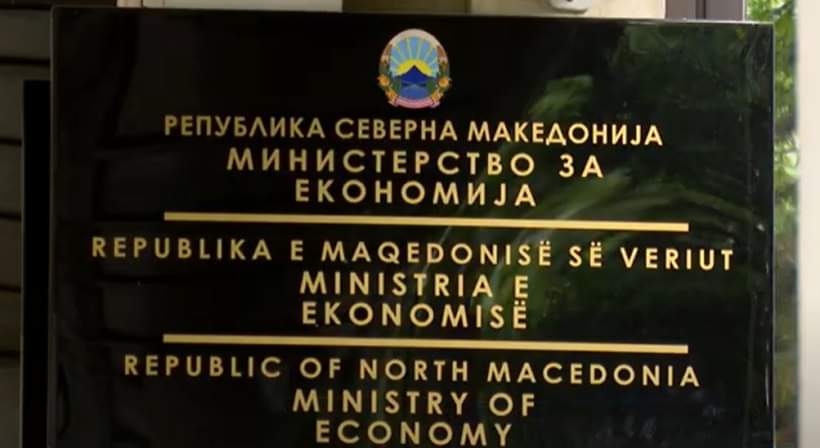 РЕПУБЛИКА СЕВЕРНА МАКЕДОНИЈА
МИНИСТЕРСТВО ЗА
ЕКОНОМИЈА
REPUBLIKA E MAQEDONISË SË VERIUT
MINISTRIA E
EKONOMISË
REPUBLIC OF NORTH MACEDONIA
MINISTRY OF
ECONOMY